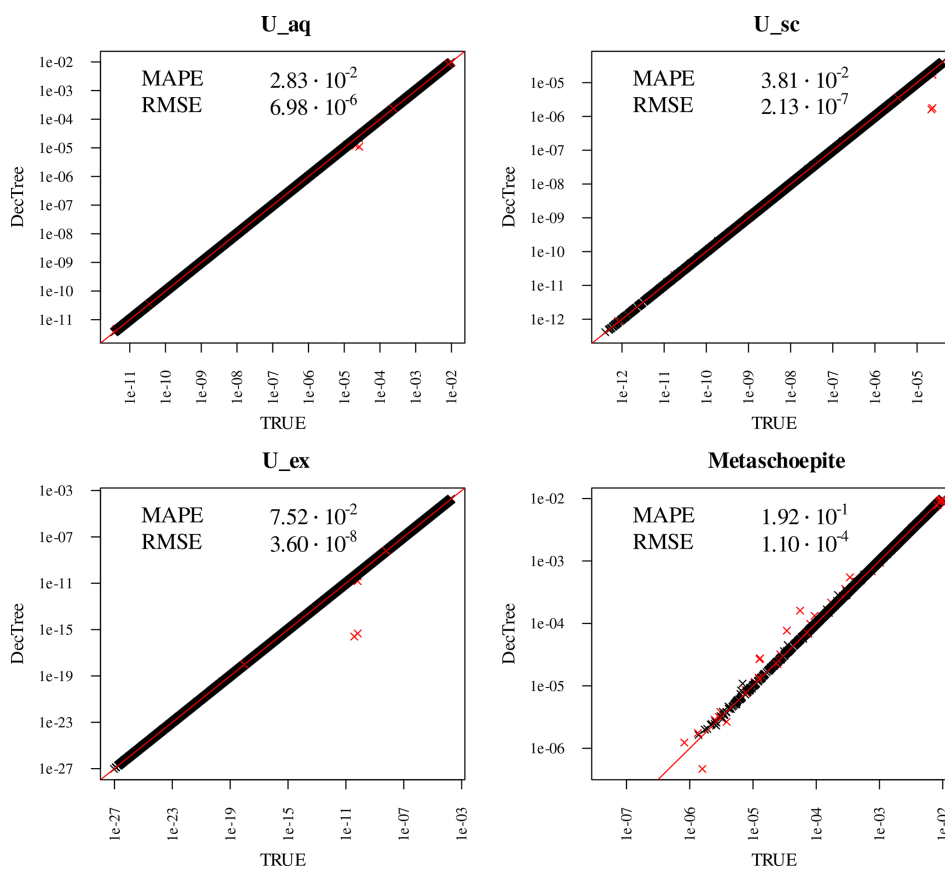 U_aq
MAPE 2.83 · 10^-2
RMSE 6.98 · 10^-6
1e-02
1e-03
1e-04
1e-05
1e-06
1e-07
1e-08
1e-09
1e-10
1e-11
DecTree
1e-11 1e-10 1e-09 1e-08 1e-07 1e-06 1e-05 1e-04 1e-03 1e-02
TRUE
U_sc
MAPE 3.81 · 10^-2
RMSE 2.13 · 10^-7
1e-05
1e-06
1e-07
1e-08
1e-09
1e-10
1e-11
1e-12
DecTree
1e-12 1e-11 1e-10 1e-09 1e-08 1e-07 1e-06 1e-05
TRUE
U_ex
MAPE 7.52 · 10^-2
RMSE 3.60 · 10^-8
1e-03
1e-07
1e-11
1e-15
1e-19
1e-23
1e-27
DecTree
1e-27 1e-23 1e-19 1e-15 1e-11 1e-07 1e-03
TRUE
Metaschoepite
MAPE 1.92 · 10^-1
RMSE 1.10 · 10^-4
1e-02
1e-03
1e-04
1e-05
1e-06
DecTree
1e-07 1e-06 1e-05 1e-04 1e-03 1e-02
TRUE